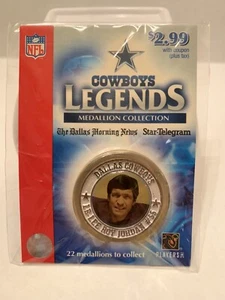 NFL
$2.99
with coupon
(plus tax)
COWBOYS
LEGENDS
MEDALLION COLLECTION
The Dallas Morning News Star-Telegram
DALLAS COWBOYS
LEE ROY JORDAN #55
22 medallions to collect
PLAYERS